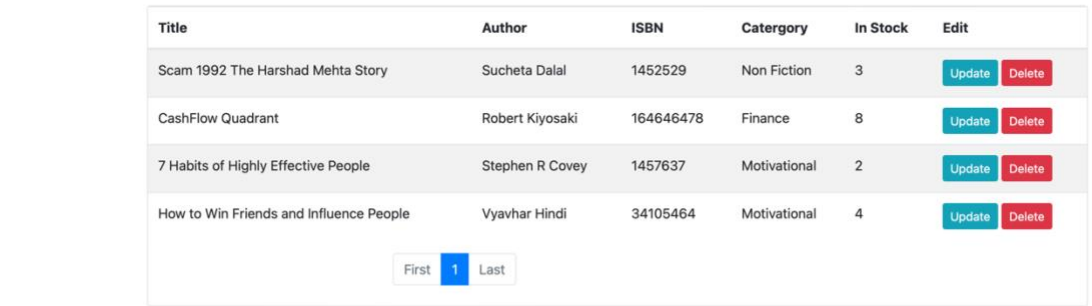 Title Author ISBN Catergory In Stock Edit
Scam 1992 The Harshad Mehta Story Sucheta Dalal 1452529 Non Fiction 3 Update Delete
CashFlow Quadrant Robert Kiyosaki 164646478 Finance 8 Update Delete
7 Habits of Highly Effective People Stephen R Covey 1457637 Motivational 2 Update Delete
How to Win Friends and Influence People Vyavhar Hindi 34105464 Motivational 4 Update Delete
First 1 Last